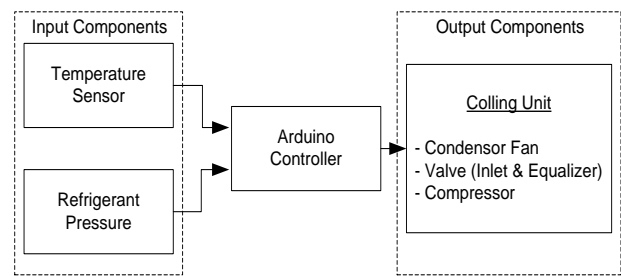 Input Components
Temperature
Sensor
Refrigerant
Pressure
Arduino
Controller
Output Components
Colling Unit
- Condensor Fan
- Valve (Inlet & Equalizer)
- Compressor